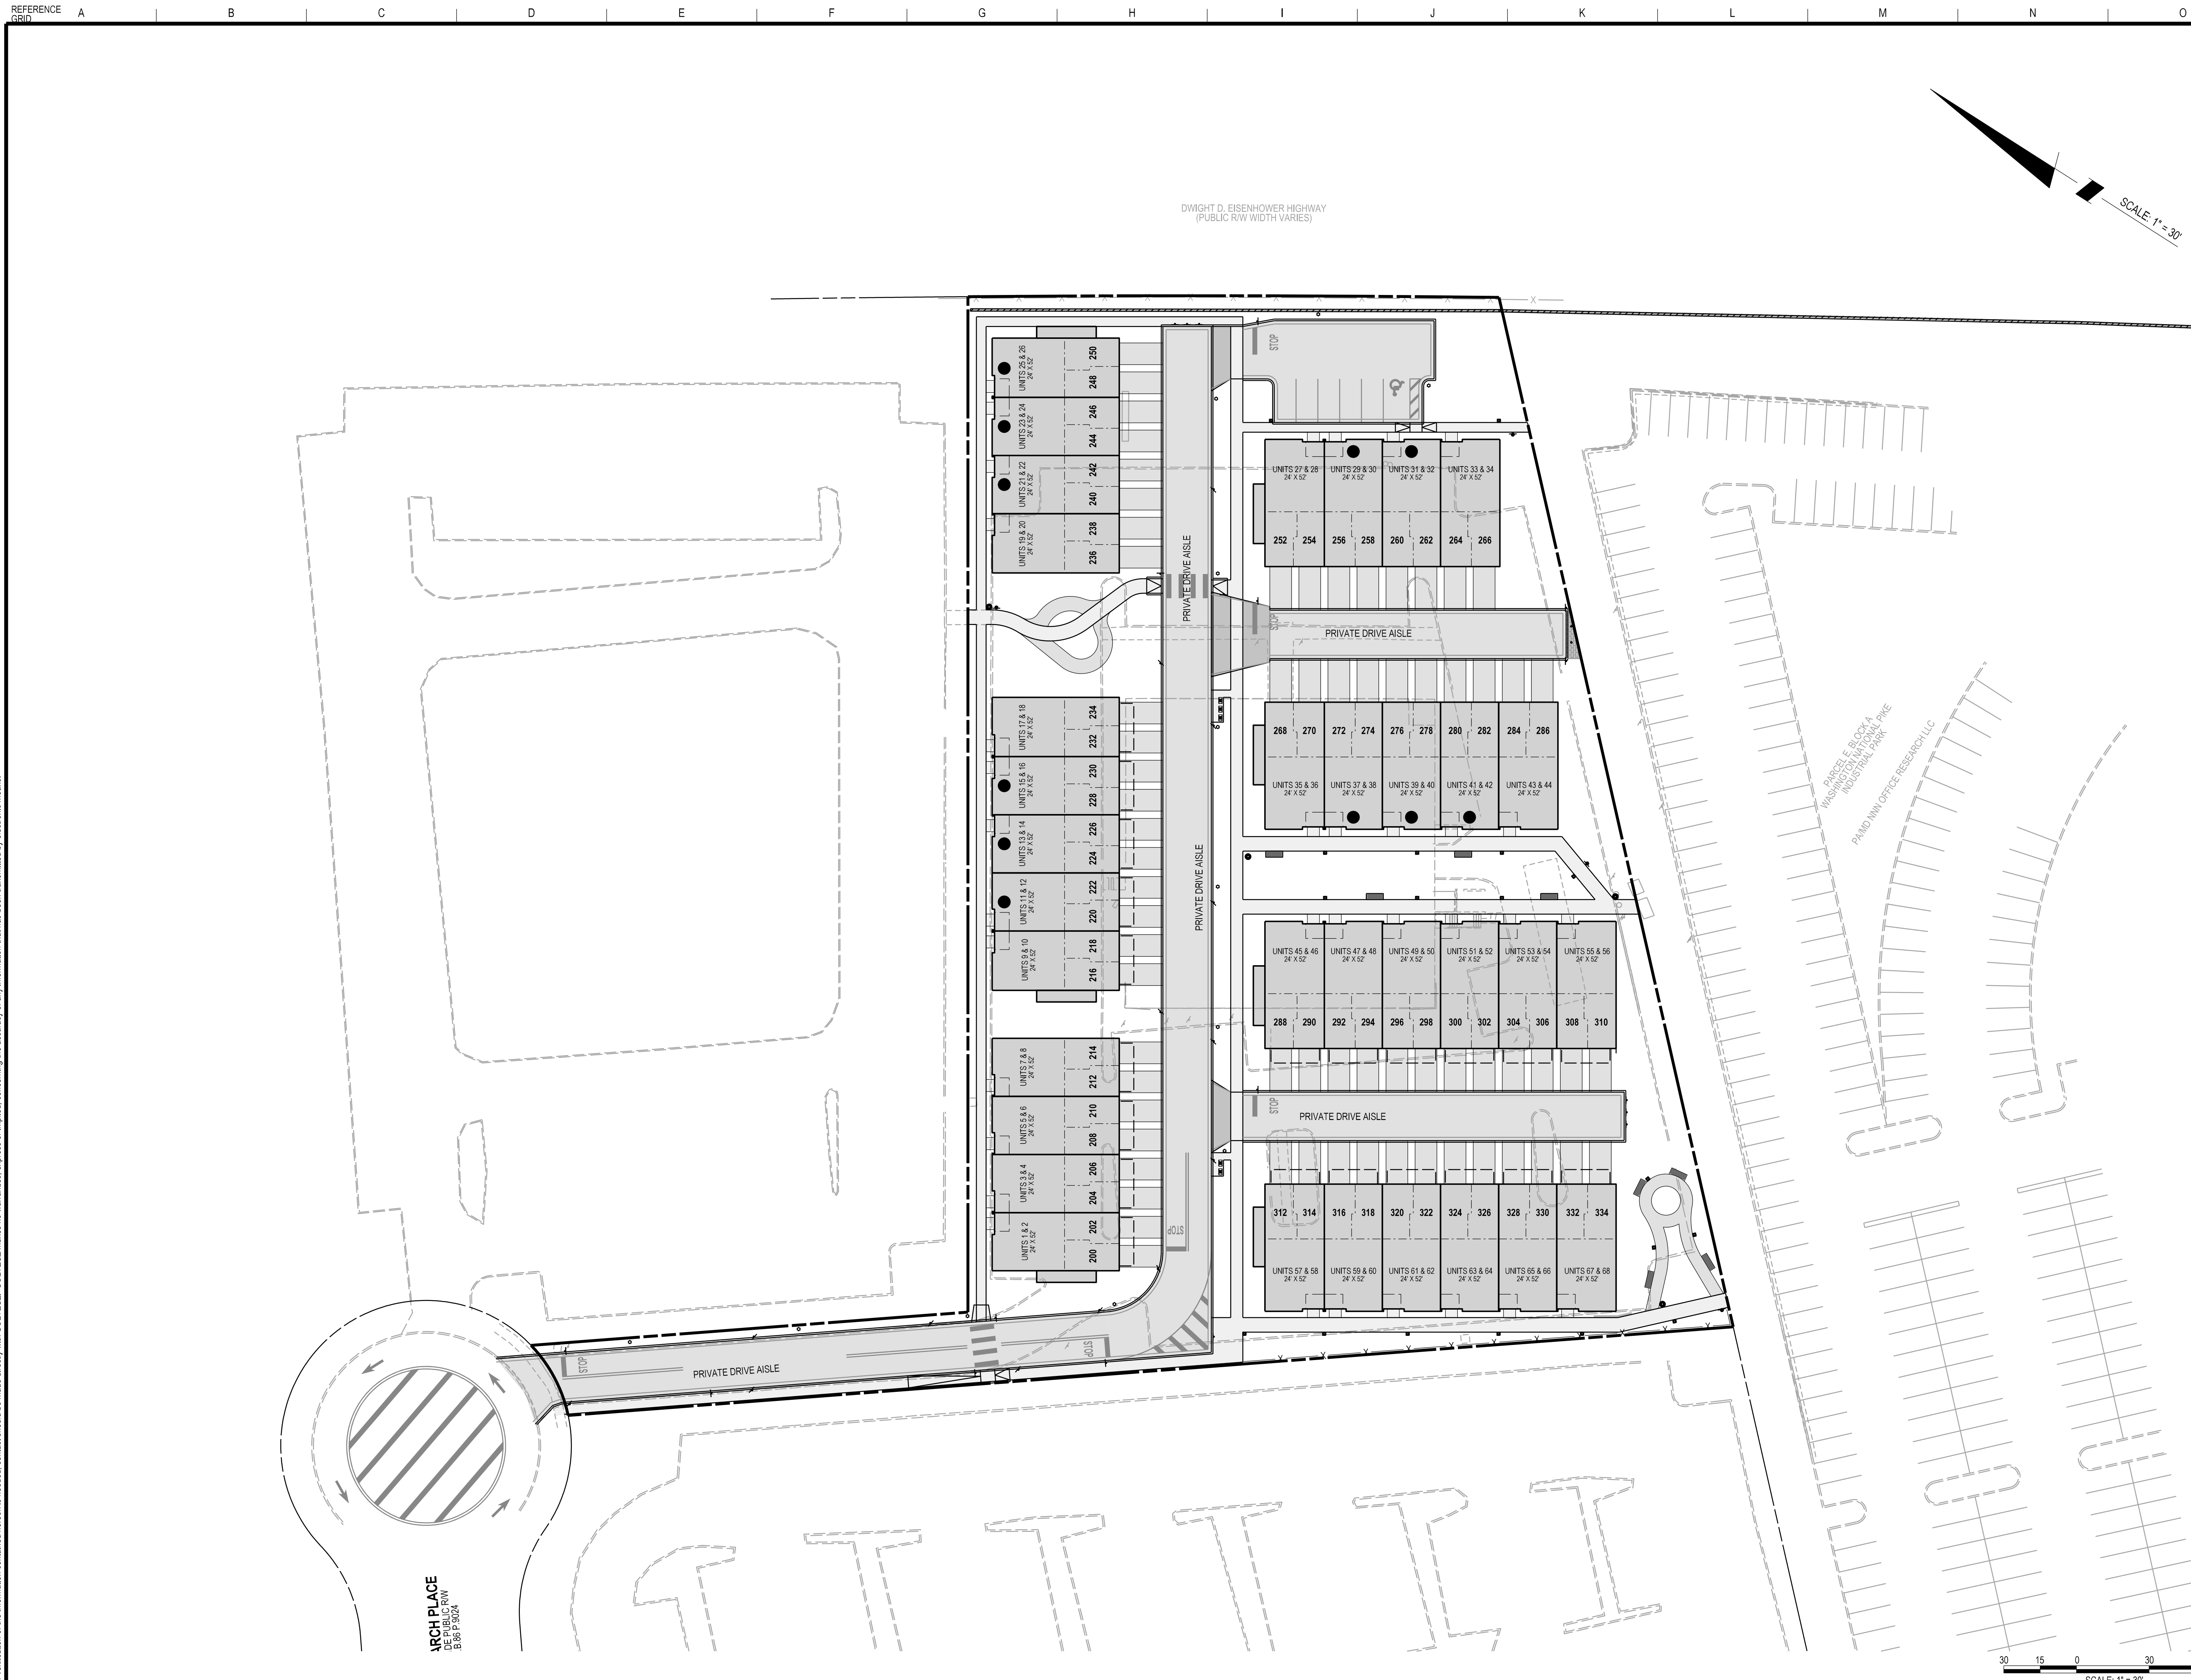 REFERENCE
GRID
A B C D E F G H I J K L M N O
SCALE: 1" = 30'
DWIGHT D. EISENHOWER HIGHWAY
(PUBLIC R/W WIDTH VARIES)
UNITS 25 & 26
24' X 52'
250
248
UNITS 23 & 24
24' X 52'
246
244
UNITS 21 & 22
24' X 52'
242
240
UNITS 19 & 20
24' X 52'
238
236
STOP
PRIVATE DRIVE AISLE
UNITS 27 & 28
24' X 52'
UNITS 29 & 30
24' X 52'
UNITS 31 & 32
24' X 52'
UNITS 33 & 34
24' X 52'
252 254 256 258 260 262 264 266
STOP
PRIVATE DRIVE AISLE
UNITS 17 & 18
24' X 52'
234
232
UNITS 15 & 16
24' X 52'
230
228
UNITS 13 & 14
24' X 52'
226
224
UNITS 11 & 12
24' X 52'
222
220
UNITS 9 & 10
24' X 52'
218
216
PRIVATE DRIVE AISLE
268 270 272 274 276 278 280 282 284 286
UNITS 35 & 36
24' X 52'
UNITS 37 & 38
24' X 52'
UNITS 39 & 40
24' X 52'
UNITS 41 & 42
24' X 52'
UNITS 43 & 44
24' X 52'
PARCEL E, BLOCK A
WASHINGTON NATIONAL PIKE
INDUSTRIAL PARK
PA/MD NNN OFFICE RESEARCH LLC
UNITS 45 & 46
24' X 52'
UNITS 47 & 48
24' X 52'
UNITS 49 & 50
24' X 52'
UNITS 51 & 52
24' X 52'
UNITS 53 & 54
24' X 52'
UNITS 55 & 56
24' X 52'
288 290 292 294 296 298 300 302 304 306 308 310
UNITS 7 & 8
24' X 52'
214
212
UNITS 5 & 6
24' X 52'
210
208
UNITS 3 & 4
24' X 52'
206
204
UNITS 1 & 2
24' X 52'
202
200
STOP
STOP
PRIVATE DRIVE AISLE
312 314 316 318 320 322 324 326 328 330 332 334
UNITS 57 & 58
24' X 52'
UNITS 59 & 60
24' X 52'
UNITS 61 & 62
24' X 52'
UNITS 63 & 64
24' X 52'
UNITS 65 & 66
24' X 52'
UNITS 67 & 68
24' X 52'
STOP
PRIVATE DRIVE AISLE
STOP
ARCH PLACE
DE PUBLIC R/W
.B.86 P.9024
30 15 0 30
SCALE: 1" = 30'